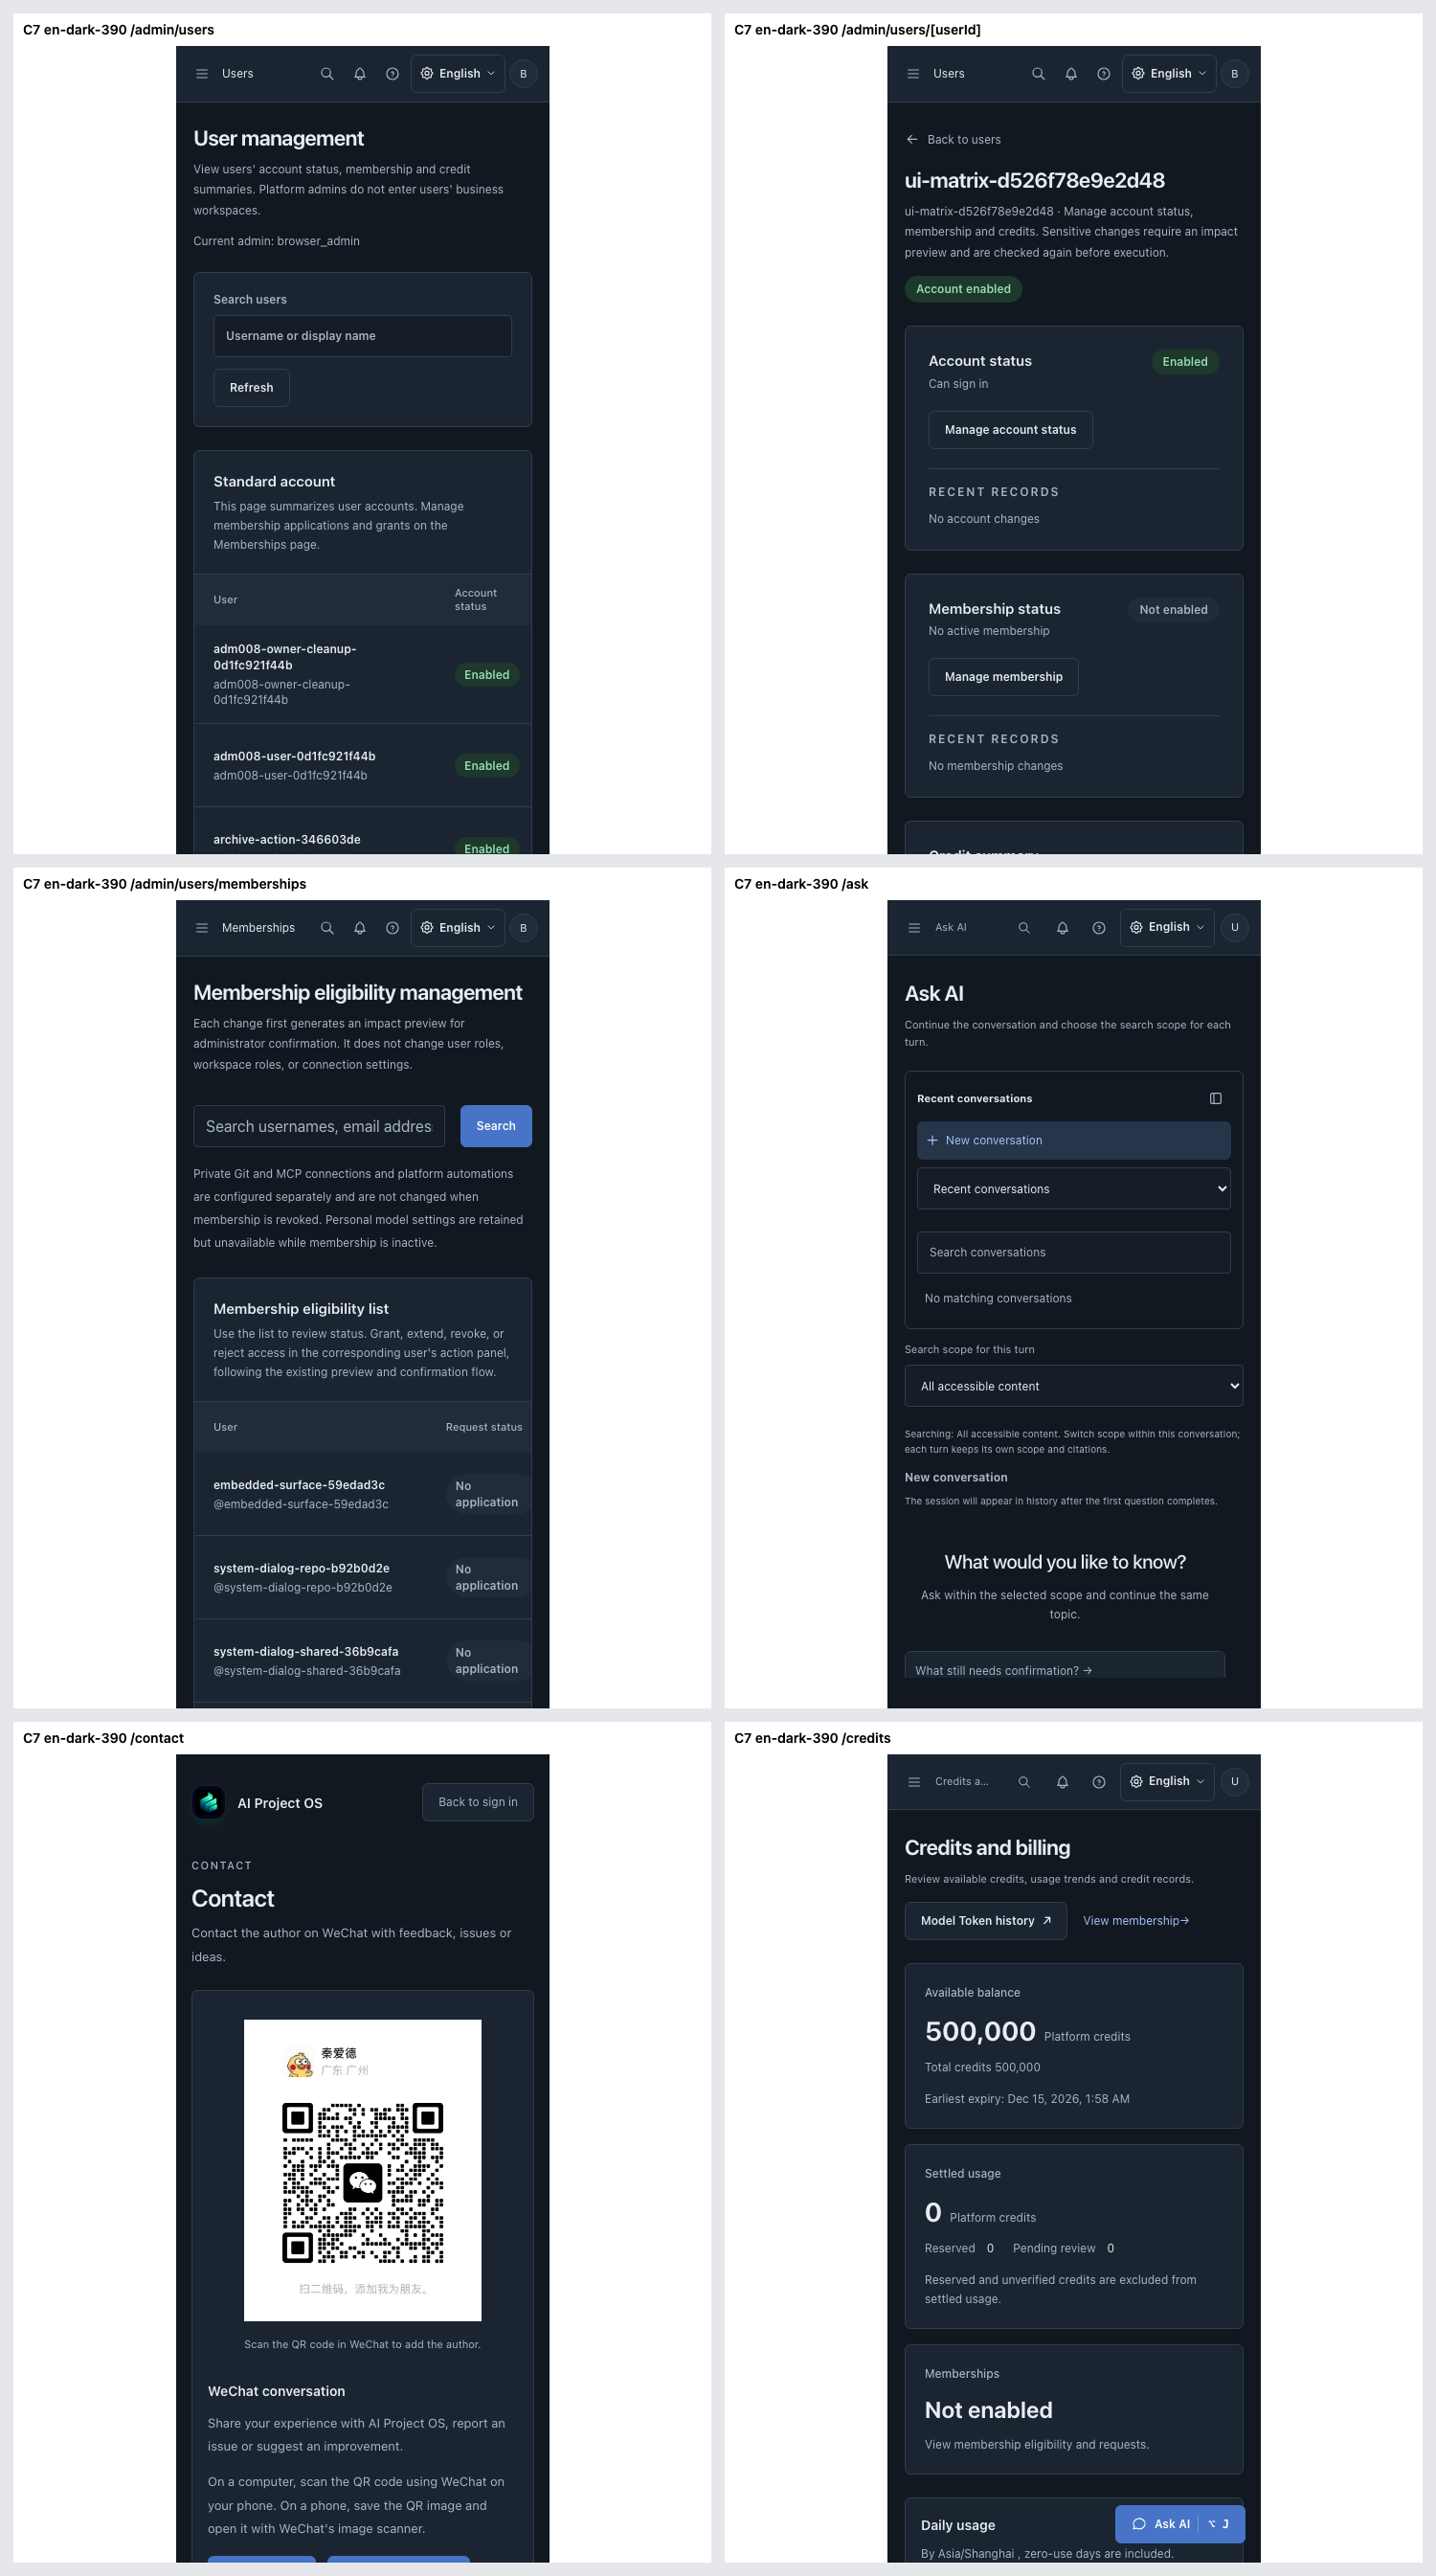 C7 en-dark-390 /admin/users
Users
English
B
User management
View users' account status, membership and credit
summaries. Platform admins do not enter users' business
workspaces.
Current admin: browser_admin
Search users
Username or display name
Refresh
Standard account
This page summarizes user accounts. Manage
membership applications and grants on the
Memberships page.
User
Account
status
adm008-owner-cleanup-
0d1fc921f44b
adm008-owner-cleanup-
0d1fc921f44b
Enabled
adm008-user-0d1fc921f44b
adm008-user-0d1fc921f44b
Enabled
archive-action-346603de
Enabled
C7 en-dark-390 /admin/users/[userId]
Users
English
B
Back to users
ui-matrix-d526f78e9e2d48
ui-matrix-d526f78e9e2d48 · Manage account status,
membership and credits. Sensitive changes require an impact
preview and are checked again before execution.
Account enabled
Account status
Enabled
Can sign in
Manage account status
RECENT RECORDS
No account changes
Membership status
Not enabled
No active membership
Manage membership
RECENT RECORDS
No membership changes
Credit summary
C7 en-dark-390 /admin/users/memberships
Memberships
English
B
Membership eligibility management
Each change first generates an impact preview for
administrator confirmation. It does not change user roles,
workspace roles, or connection settings.
Search usernames, email addres
Search
Private Git and MCP connections and platform automations
are configured separately and are not changed when
membership is revoked. Personal model settings are retained
but unavailable while membership is inactive.
Membership eligibility list
Use the list to review status. Grant, extend, revoke, or
reject access in the corresponding user's action panel,
following the existing preview and confirmation flow.
User
Request status
embedded-surface-59edad3c
@embedded-surface-59edad3c
No
application
system-dialog-repo-b92b0d2e
@system-dialog-repo-b92b0d2e
No
application
system-dialog-shared-36b9cafa
@system-dialog-shared-36b9cafa
No
application
C7 en-dark-390 /ask
Ask AI
English
U
Ask AI
Continue the conversation and choose the search scope for each
turn.
Recent conversations
New conversation
Recent conversations
Search conversations
No matching conversations
Search scope for this turn
All accessible content
Searching: All accessible content. Switch scope within this conversation;
each turn keeps its own scope and citations.
New conversation
The session will appear in history after the first question completes.
What would you like to know?
Ask within the selected scope and continue the same
topic.
What still needs confirmation? →
C7 en-dark-390 /contact
AI Project OS
Back to sign in
CONTACT
Contact
Contact the author on WeChat with feedback, issues or
ideas.
秦爱德
广东 广州
扫二维码，添加我为朋友。
Scan the QR code in WeChat to add the author.
WeChat conversation
Share your experience with AI Project OS, report an
issue or suggest an improvement.
On a computer, scan the QR code using WeChat on
your phone. On a phone, save the QR image and
open it with WeChat's image scanner.
C7 en-dark-390 /credits
Credits a...
English
U
Credits and billing
Review available credits, usage trends and credit records.
Model Token history ↗
View membership→
Available balance
500,000 Platform credits
Total credits 500,000
Earliest expiry: Dec 15, 2026, 1:58 AM
Settled usage
0 Platform credits
Reserved 0 Pending review 0
Reserved and unverified credits are excluded from
settled usage.
Memberships
Not enabled
View membership eligibility and requests.
Daily usage
Ask AI ⌥ J
By Asia/Shanghai , zero-use days are included.